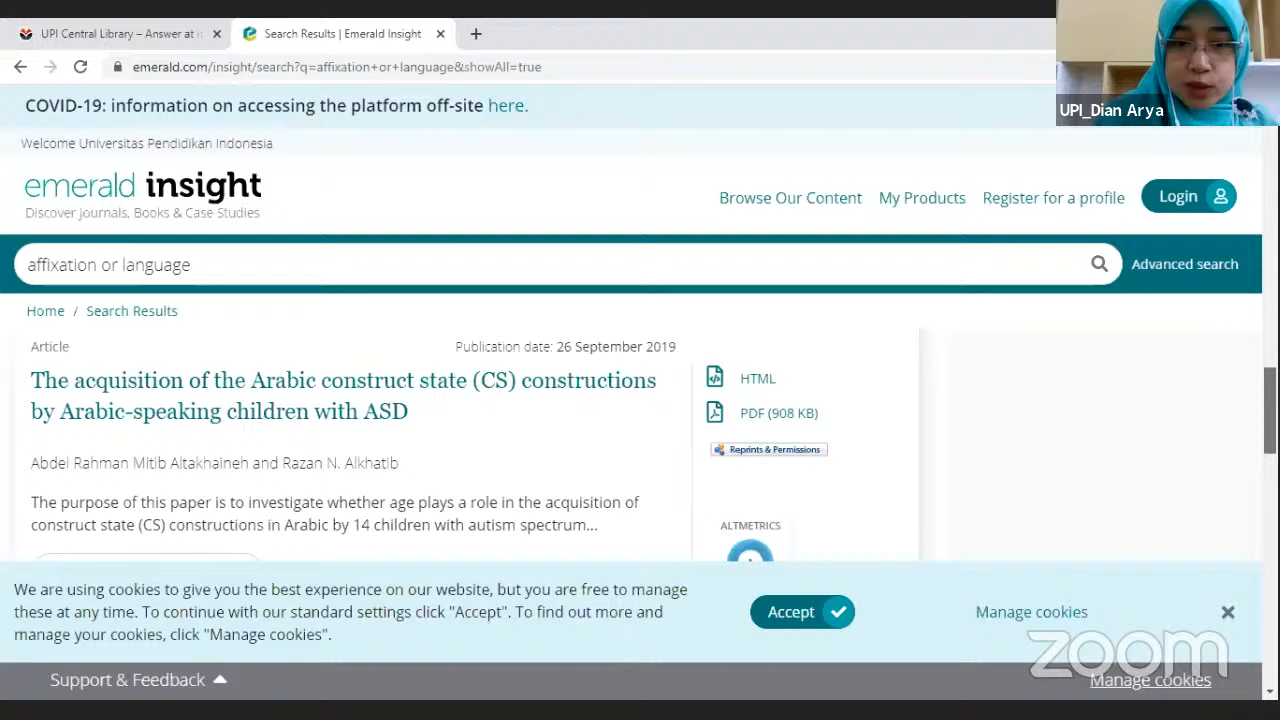 UPI Central Library – Answer at
Search Results | Emerald Insight
emerald.com/insight/search?q=affixation+or+language&showAll=true
COVID-19: information on accessing the platform off-site here.
UPI_Dian Arya
Welcome Universitas Pendidikan Indonesia
emerald insight
Discover Journals, Books & Case Studies
Browse Our Content My Products Register for a profile Login
affixation or language
Advanced search
Home / Search Results
Article Publication date: 26 September 2019
The acquisition of the Arabic construct state (CS) constructions
by Arabic-speaking children with ASD
HTML
PDF (908 KB)
Reprints & Permissions
Abdel Rahman Mitib Altakhaineh and Razan N. Alkhatib
The purpose of this paper is to investigate whether age plays a role in the acquisition of
construct state (CS) constructions in Arabic by 14 children with autism spectrum...
ALTMETRICS
We are using cookies to give you the best experience on our website, but you are free to manage
these at any time. To continue with our standard settings click "Accept". To find out more and
manage your cookies, click "Manage cookies".
Accept
Manage cookies
zoom
Support & Feedback
Manage cookies